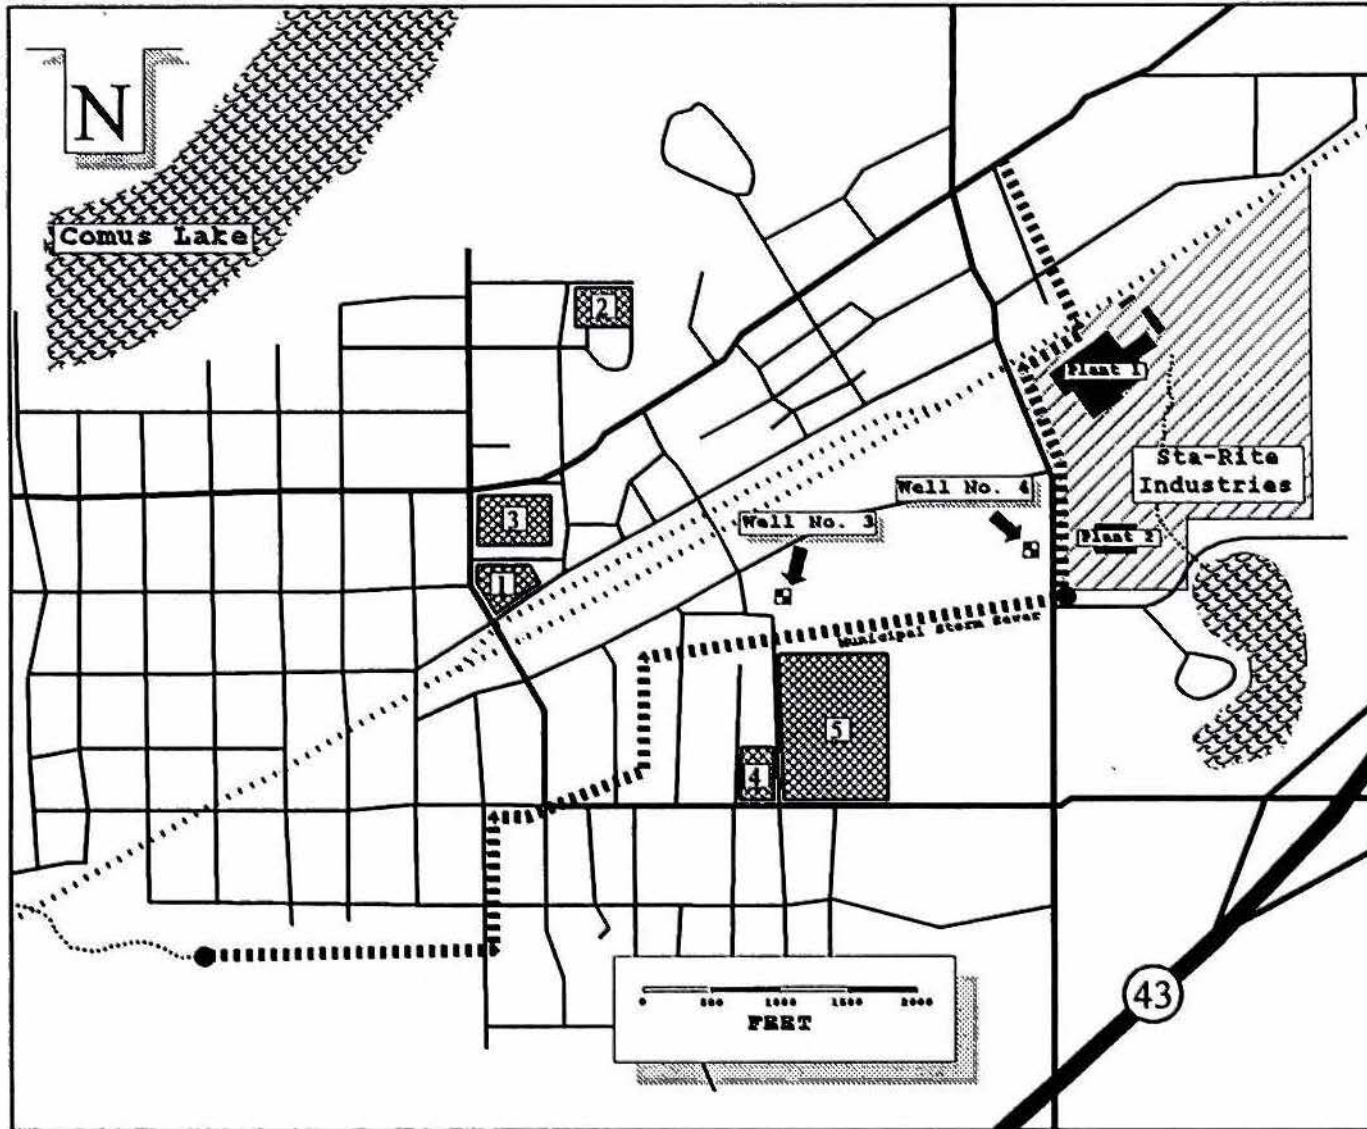 N
Comus Lake
2
Plant 1
Sta-Rite
Industries
Well No. 4
Well No. 3
3
Plant 2
1
Municipal Storm Sewer
5
4
0 500 1000 1500 2000
FEET
43